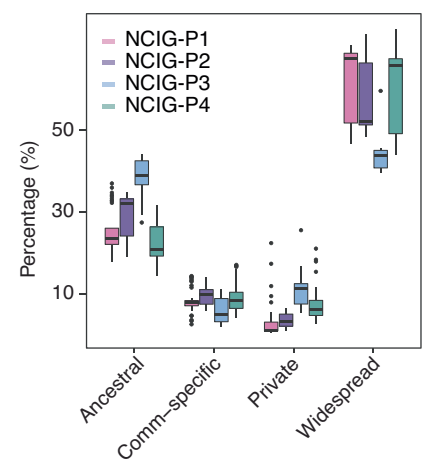 NCIG-P1
NCIG-P2
NCIG-P3
NCIG-P4
Percentage (%)
50
30
10
Ancestral
Comm–specific
Private
Widespread